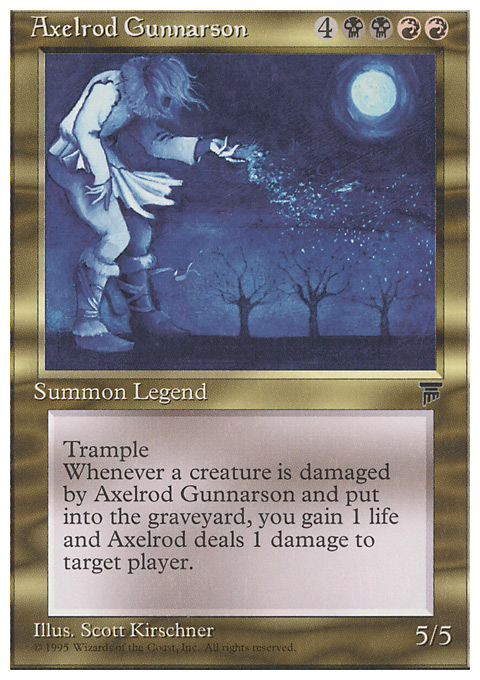 Axelrod Gunnarson 4
Summon Legend
Trample
Whenever a creature is damaged
by Axelrod Gunnarson and put
into the graveyard, you gain 1 life
and Axelrod deals 1 damage to
target player.
Illus. Scott Kirschner
5/5
© 1995 Wizards of the Coast, Inc. All rights reserved.